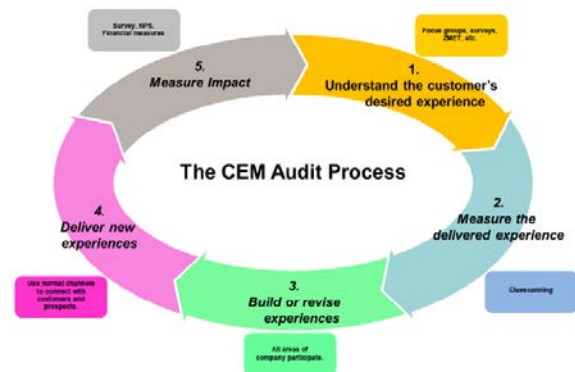 Survey, NPS,
Financial measures
Focus groups, surveys,
ZMET, etc.
5.
Measure Impact
1.
Understand the customer's
desired experience
The CEM Audit Process
4.
Deliver new
experiences
2.
Measure the
delivered experience
3.
Build or revise
experiences
Use normal channels
to connect with
customers and
prospects.
Cluescanning
All areas of
company participate.